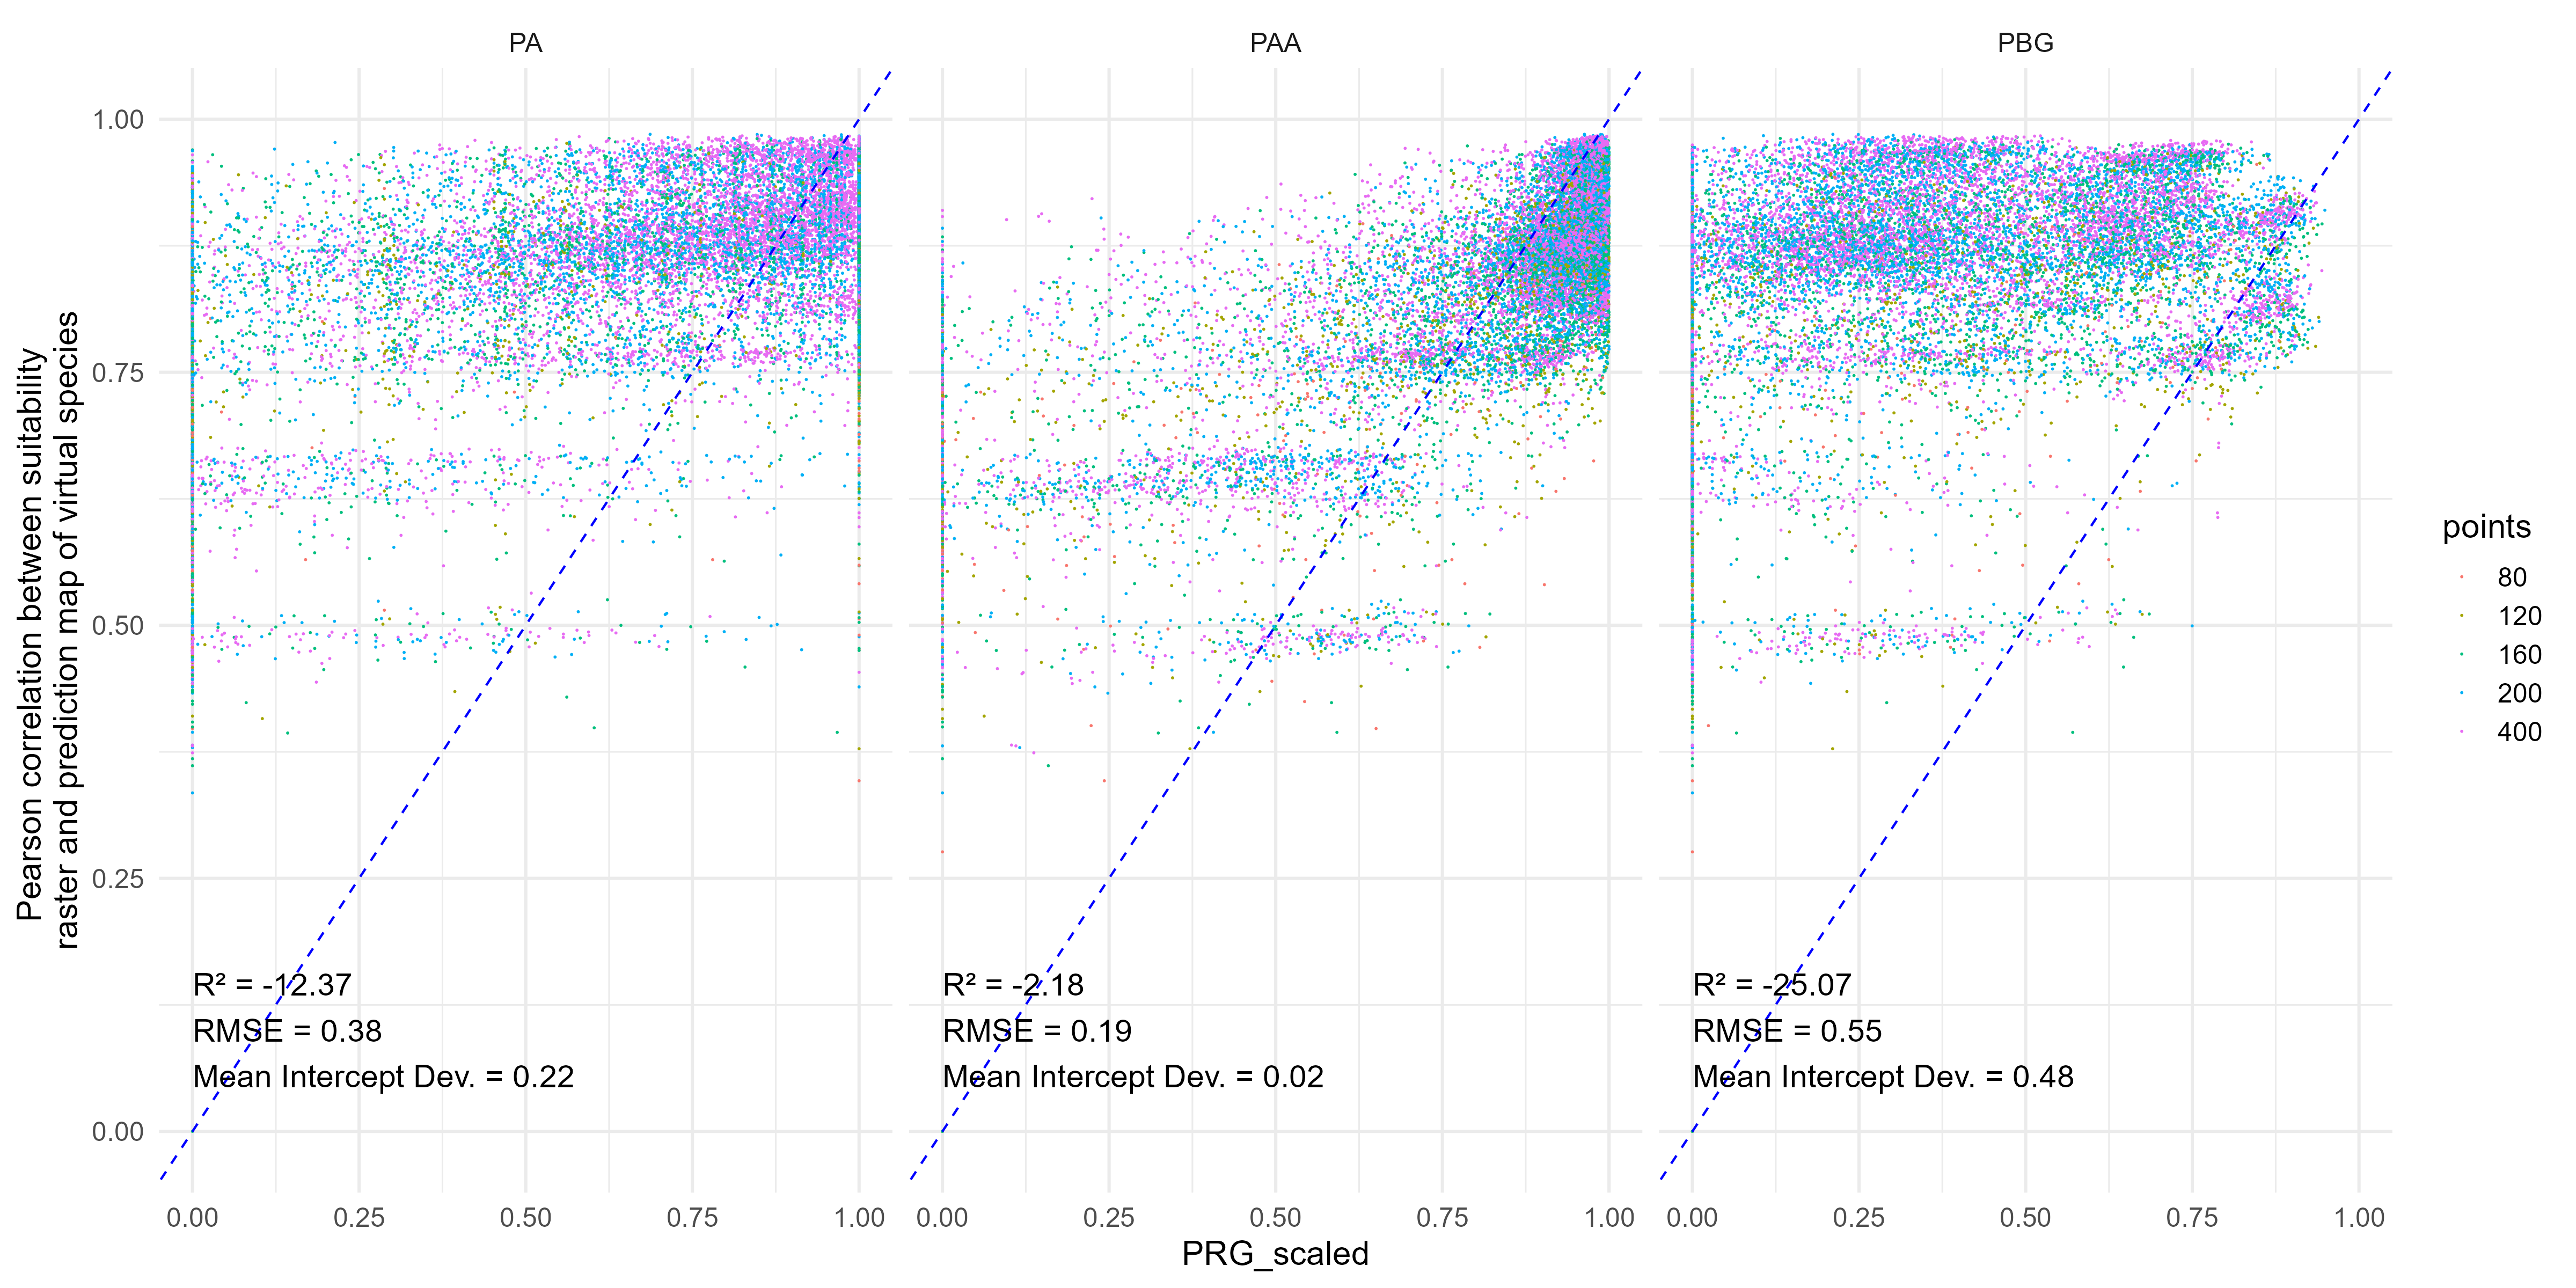 PA
PAA
PBG
1.00
0.75
0.50
0.25
0.00
Pearson correlation between suitability
raster and prediction map of virtual species
R² = -12.37
RMSE = 0.38
Mean Intercept Dev. = 0.22
R² = -2.18
RMSE = 0.19
Mean Intercept Dev. = 0.02
R² = -25.07
RMSE = 0.55
Mean Intercept Dev. = 0.48
0.00 0.25 0.50 0.75 1.00
0.00 0.25 0.50 0.75 1.00
0.00 0.25 0.50 0.75 1.00
PRG_scaled
points
80
120
160
200
400